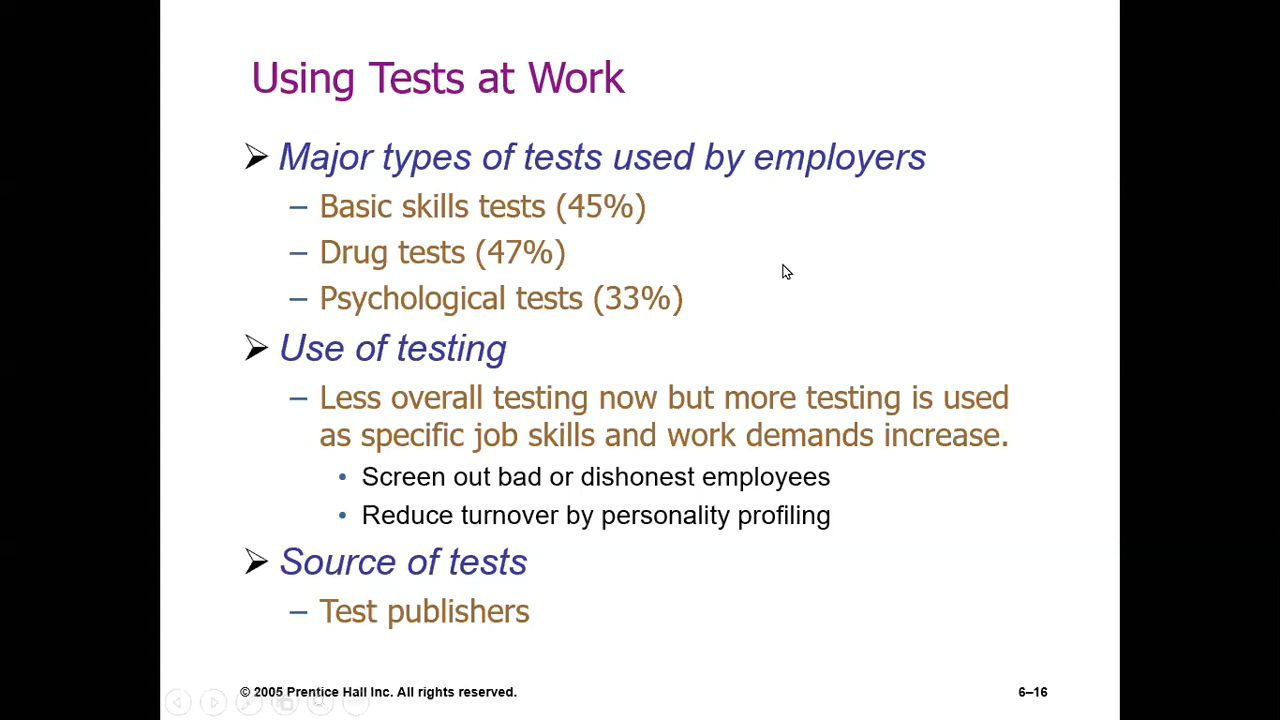 Using Tests at Work
➢ Major types of tests used by employers
– Basic skills tests (45%)
– Drug tests (47%)
– Psychological tests (33%)
➢ Use of testing
– Less overall testing now but more testing is used
as specific job skills and work demands increase.
• Screen out bad or dishonest employees
• Reduce turnover by personality profiling
➢ Source of tests
– Test publishers
© 2005 Prentice Hall Inc. All rights reserved.
6–16